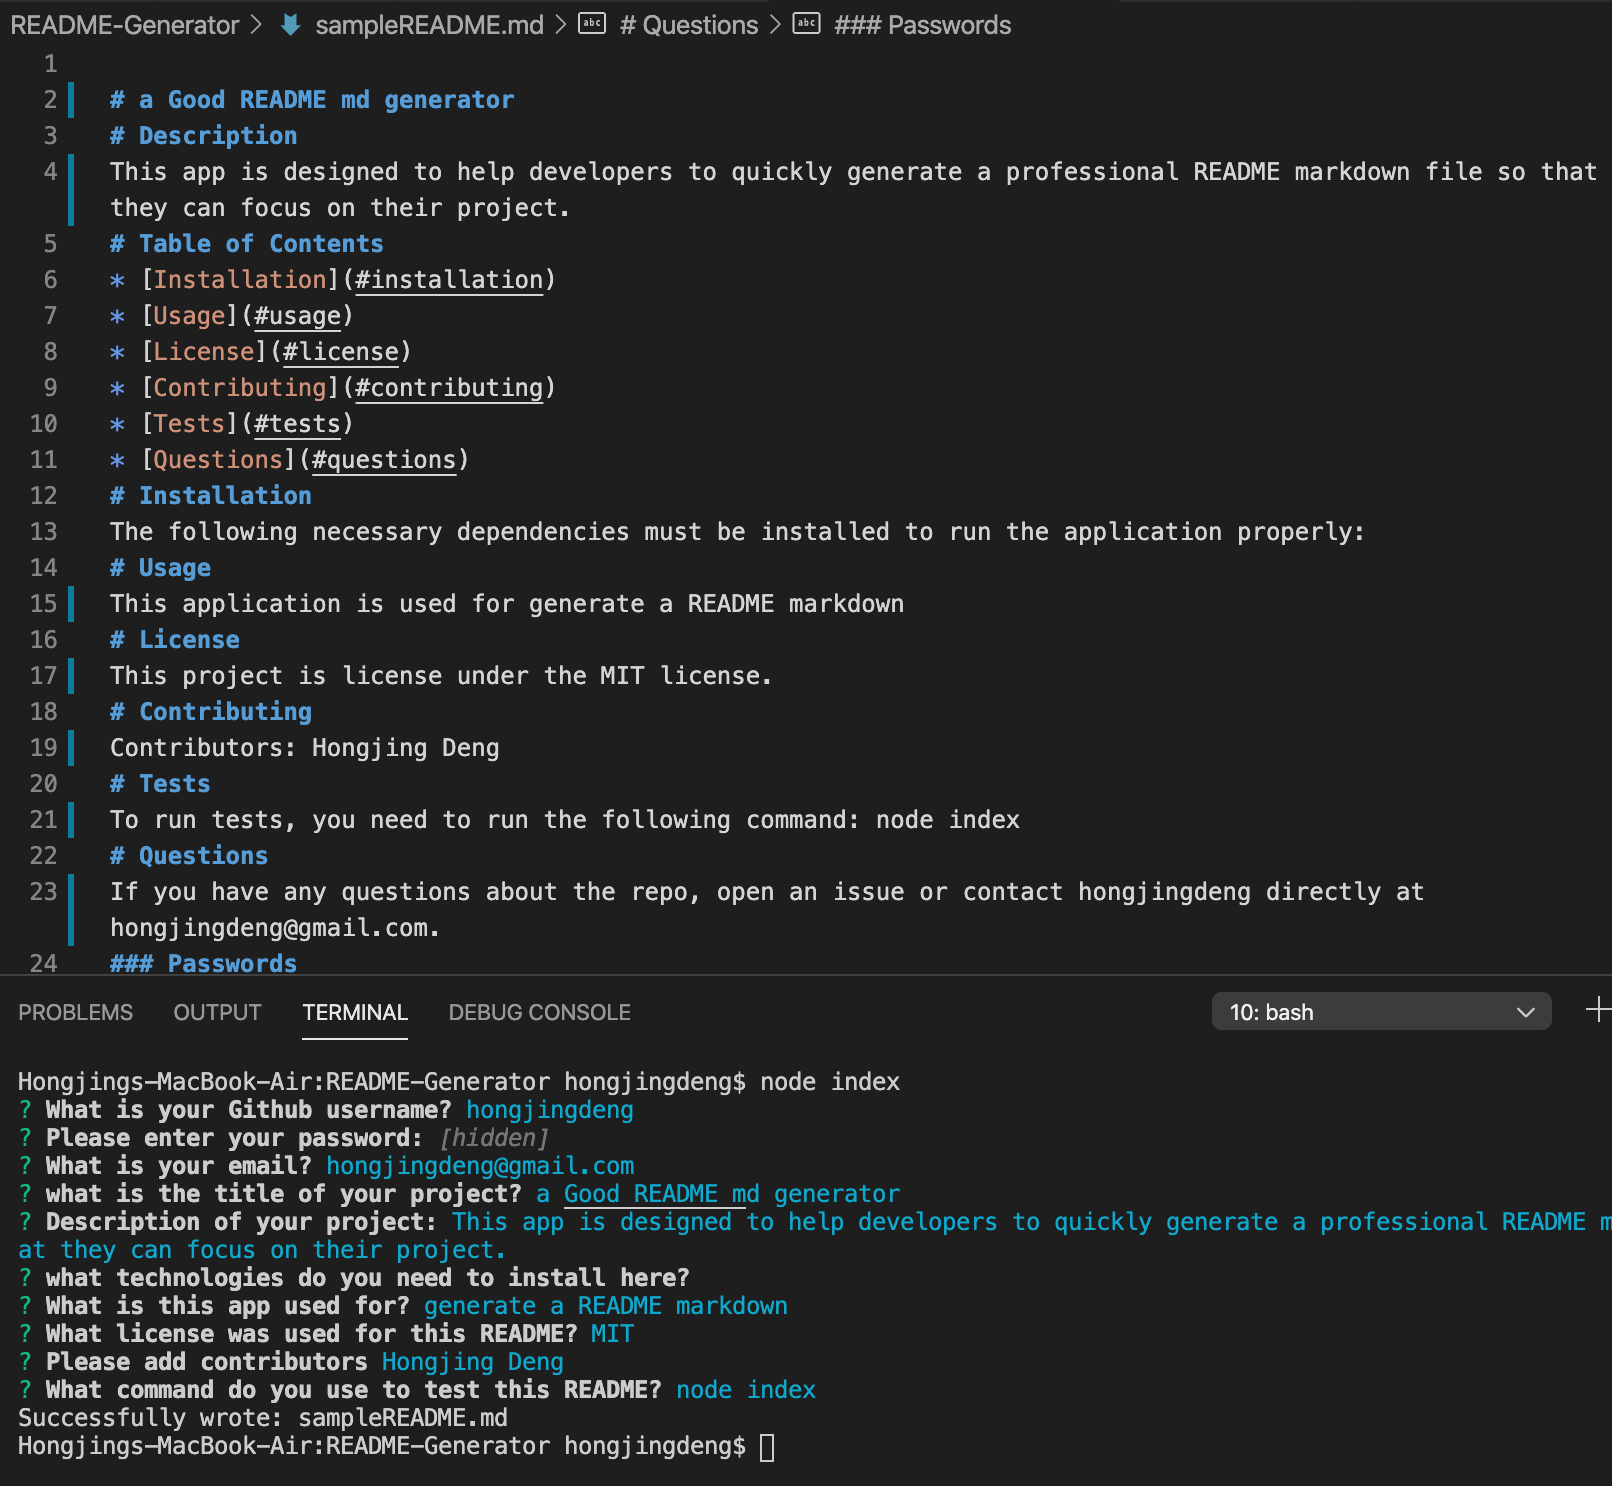 README-Generator > sampleREADME.md > abc # Questions > abc ### Passwords
1
2 # a Good README md generator
3 # Description
4 This app is designed to help developers to quickly generate a professional README markdown file so that
they can focus on their project.
5 # Table of Contents
6 * [Installation](#installation)
7 * [Usage](#usage)
8 * [License](#license)
9 * [Contributing](#contributing)
10 * [Tests](#tests)
11 * [Questions](#questions)
12 # Installation
13 The following necessary dependencies must be installed to run the application properly:
14 # Usage
15 This application is used for generate a README markdown
16 # License
17 This project is license under the MIT license.
18 # Contributing
19 Contributors: Hongjing Deng
20 # Tests
21 To run tests, you need to run the following command: node index
22 # Questions
23 If you have any questions about the repo, open an issue or contact hongjingdeng directly at
hongjingdeng@gmail.com.
24 ### Passwords
PROBLEMS OUTPUT TERMINAL DEBUG CONSOLE 10: bash
Hongjings-MacBook-Air:README-Generator hongjingdeng$ node index
? What is your Github username? hongjingdeng
? Please enter your password: [hidden]
? What is your email? hongjingdeng@gmail.com
? what is the title of your project? a Good README md generator
? Description of your project: This app is designed to help developers to quickly generate a professional README m
at they can focus on their project.
? what technologies do you need to install here?
? What is this app used for? generate a README markdown
? What license was used for this README? MIT
? Please add contributors Hongjing Deng
? What command do you use to test this README? node index
Successfully wrote: sampleREADME.md
Hongjings-MacBook-Air:README-Generator hongjingdeng$